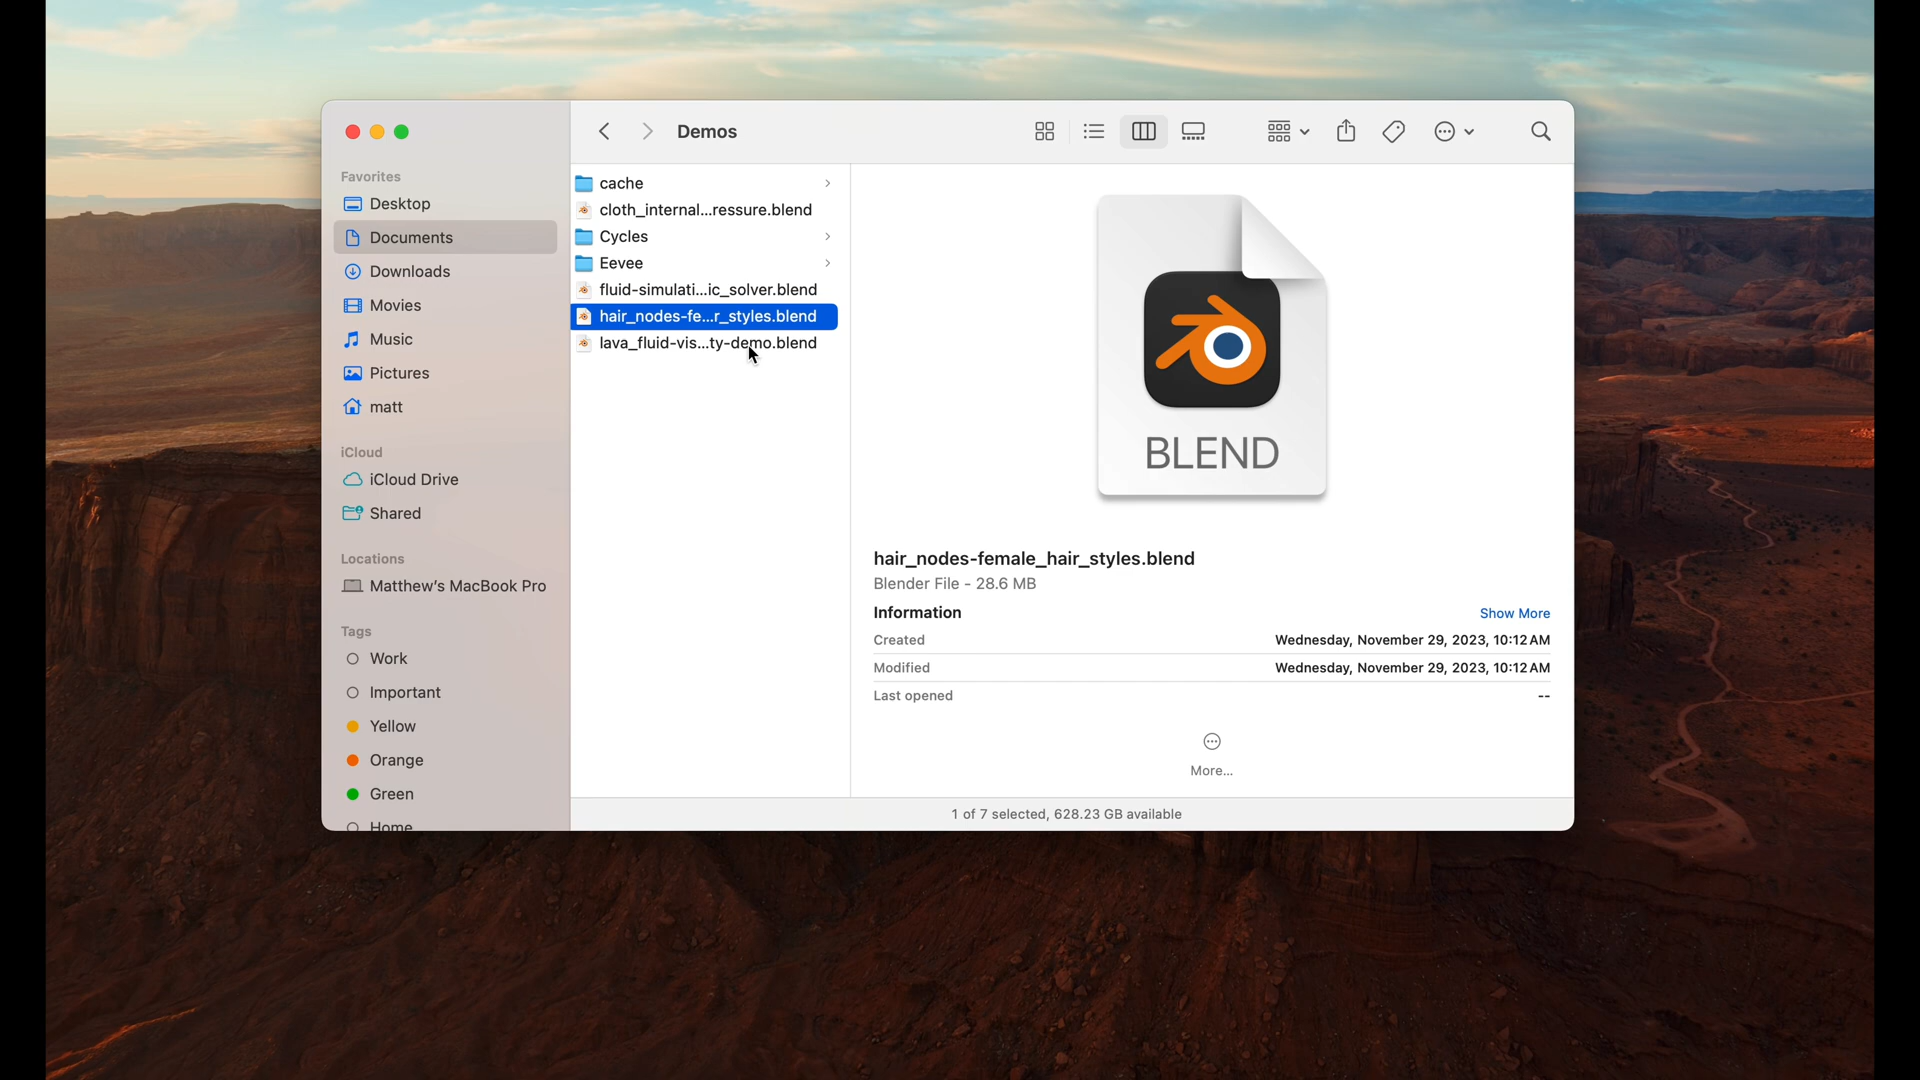 Demos
Favorites
Desktop
Documents
Downloads
Movies
Music
Pictures
matt
iCloud
iCloud Drive
Shared
Locations
Matthew's MacBook Pro
Tags
Work
Important
Yellow
Orange
Green
Home
cache
cloth_internal...ressure.blend
Cycles
Eevee
fluid-simulati...ic_solver.blend
hair_nodes-fe...r_styles.blend
lava_fluid-vis...ty-demo.blend
BLEND
hair_nodes-female_hair_styles.blend
Blender File - 28.6 MB
Information Show More
Created Wednesday, November 29, 2023, 10:12 AM
Modified Wednesday, November 29, 2023, 10:12 AM
Last opened --
More...
1 of 7 selected, 628.23 GB available